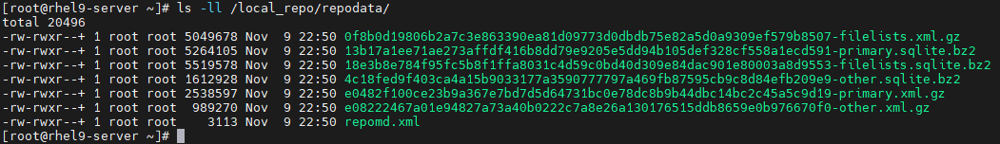 [root@rhel9-server ~]# ls -ll /local_repo/repodata/
total 20496
-rw-rwxr--+ 1 root root 5049678 Nov  9 22:50 0f8b0d19806b2a7c3e863390ea81d09773d0dbdb75e82a5d0a9309ef579b8507-filelists.xml.gz
-rw-rwxr--+ 1 root root 5264105 Nov  9 22:50 13b17a1ee71ae273affdf416b8dd79e9205e5dd94b105def328cf558a1ecd591-primary.sqlite.bz2
-rw-rwxr--+ 1 root root 5519578 Nov  9 22:50 18e3b8e784f95fc5b8f1ffa8031c4d59c0bd40d309e84dac901e80003a8d9553-filelists.sqlite.bz2
-rw-rwxr--+ 1 root root 1612928 Nov  9 22:50 4c18fed9f403ca4a15b9033177a3590777797a469fb87595cb9c8d84efb209e9-other.sqlite.bz2
-rw-rwxr--+ 1 root root 2538597 Nov  9 22:50 e0482f100ce23b9a367e7bd7d5d64731bc0e78dc8b9b44dbc14bc2c45a5c9d19-primary.xml.gz
-rw-rwxr--+ 1 root root  989270 Nov  9 22:50 e08222467a01e94827a73a40b0222c7a8e26a130176515ddb8659e0b976670f0-other.xml.gz
-rw-rwxr--+ 1 root root    3113 Nov  9 22:50 repomd.xml
[root@rhel9-server ~]#